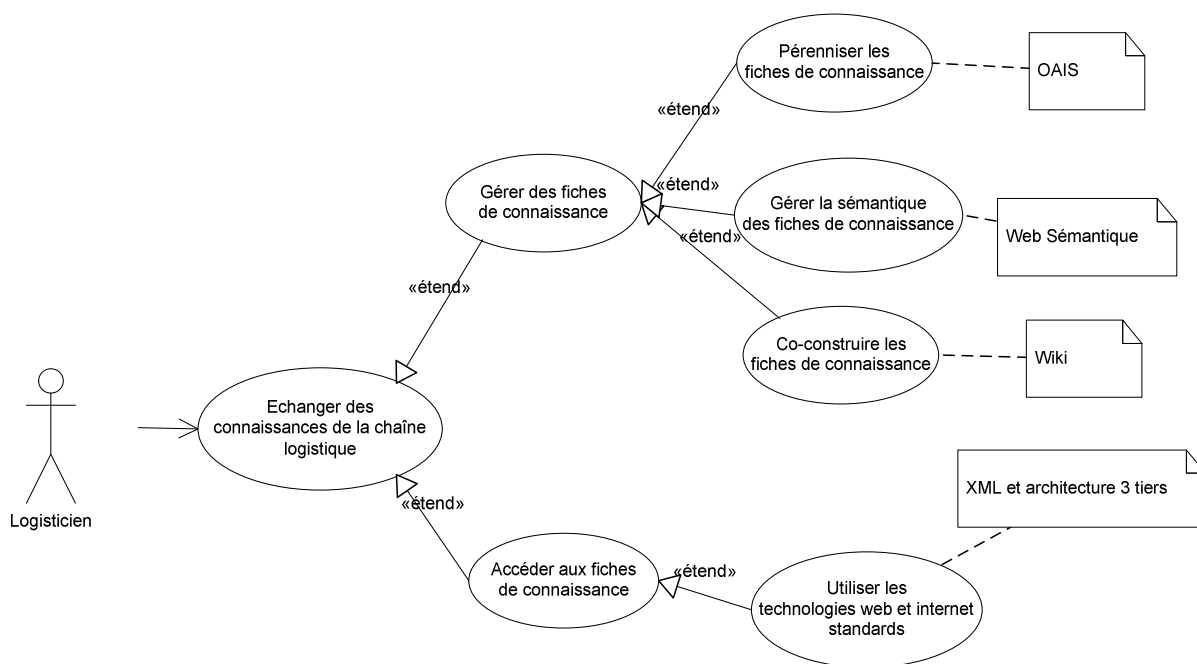 Pérenniser les
fiches de connaissance
OAIS
«étend»
Gérer des fiches
de connaissance
«étend»
Gérer la sémantique
des fiches de connaissance
Web Sémantique
«étend»
«étend»
Co-construire les
fiches de connaissance
Wiki
Echanger des
connaissances de la chaîne
logistique
Logisticien
XML et architecture 3 tiers
«étend»
Accéder aux fiches
de connaissance
«étend»
Utiliser les
technologies web et internet
standards